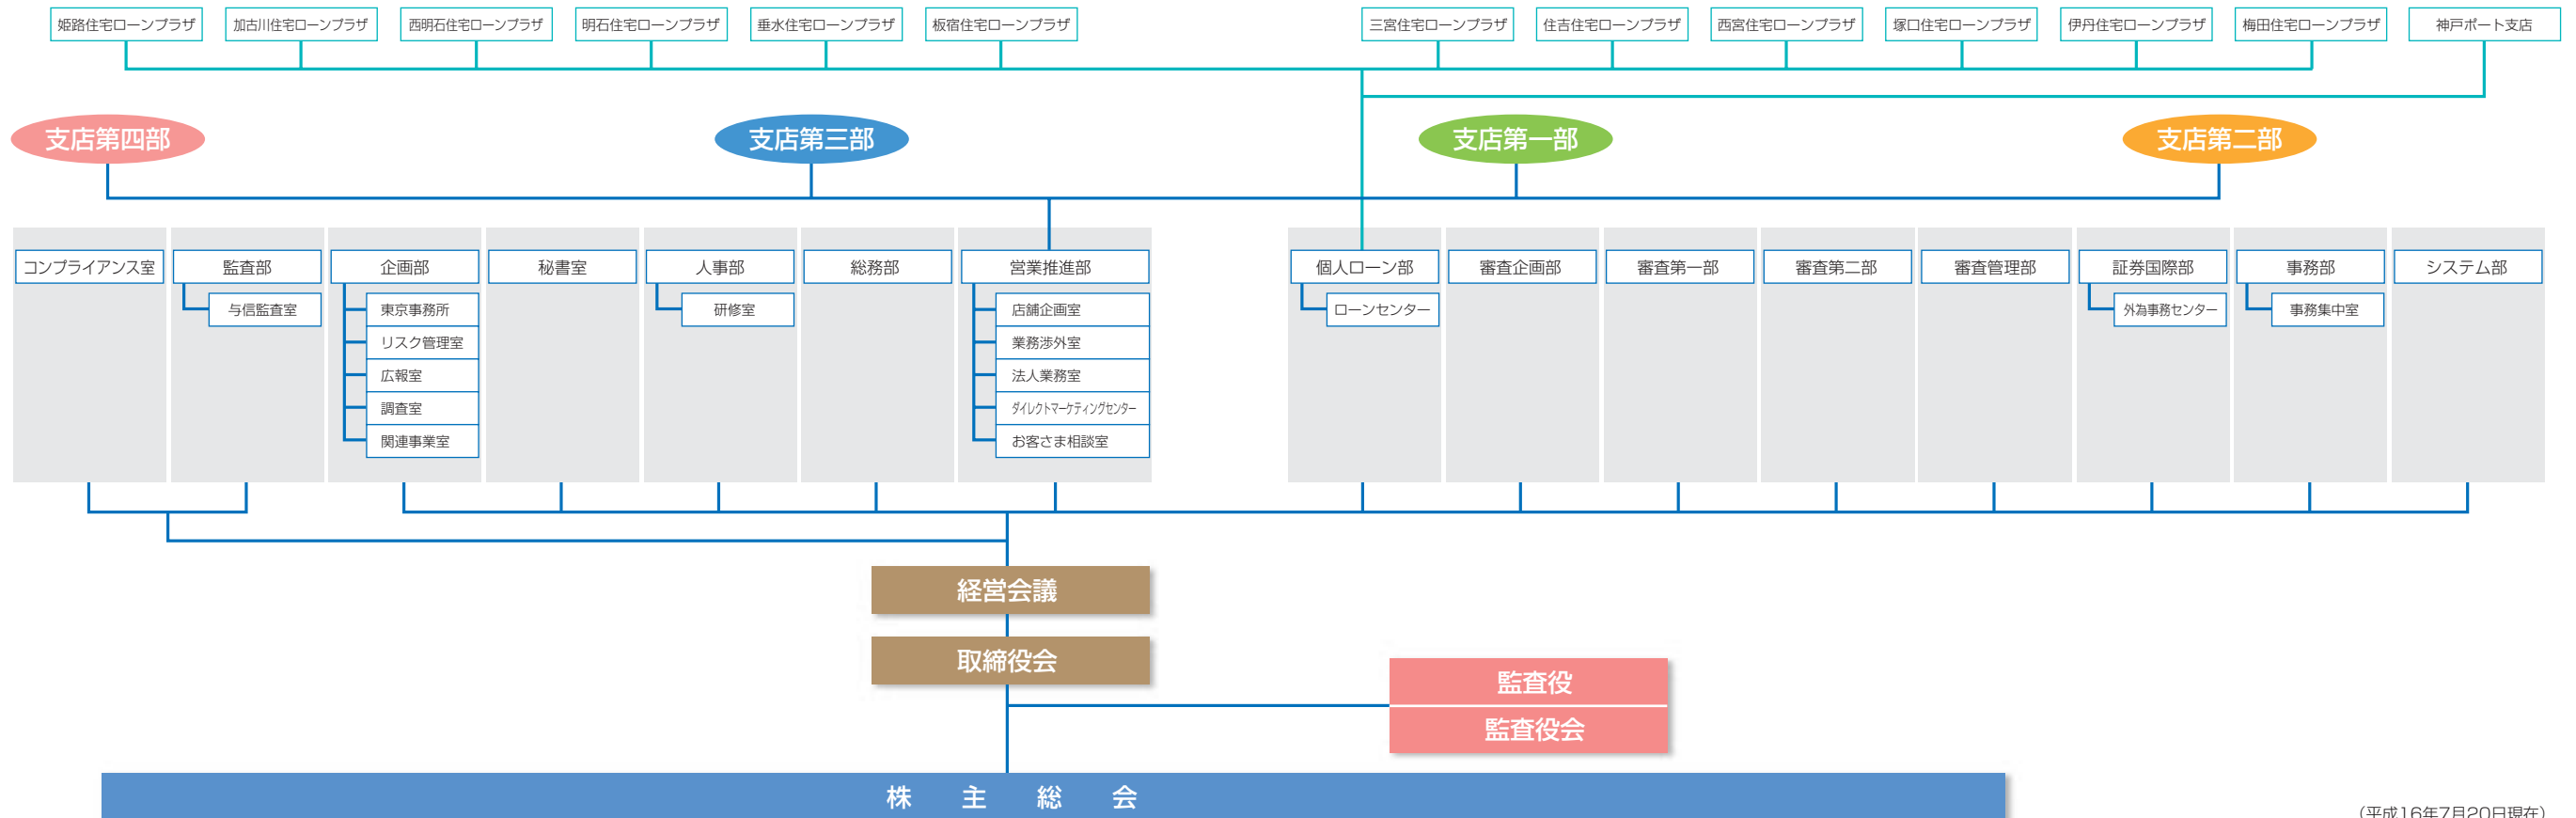 姫路住宅ローンプラザ
加古川住宅ローンプラザ
西明石住宅ローンプラザ
明石住宅ローンプラザ
垂水住宅ローンプラザ
板宿住宅ローンプラザ
三宮住宅ローンプラザ
住吉住宅ローンプラザ
西宮住宅ローンプラザ
塚口住宅ローンプラザ
伊丹住宅ローンプラザ
梅田住宅ローンプラザ
神戸ポート支店
支店第四部
支店第三部
支店第一部
支店第二部
コンプライアンス室
監査部
与信監査室
企画部
東京事務所
リスク管理室
広報室
調査室
関連事業室
秘書室
人事部
研修室
総務部
営業推進部
店舗企画室
業務渉外室
法人業務室
ダイレクトマーケティングセンター
お客さま相談室
個人ローン部
ローンセンター
審査企画部
審査第一部
審査第二部
審査管理部
証券国際部
外為事務センター
事務部
事務集中室
システム部
経営会議
取締役会
監査役
監査役会
株主総会
（平成16年7月20日現在）